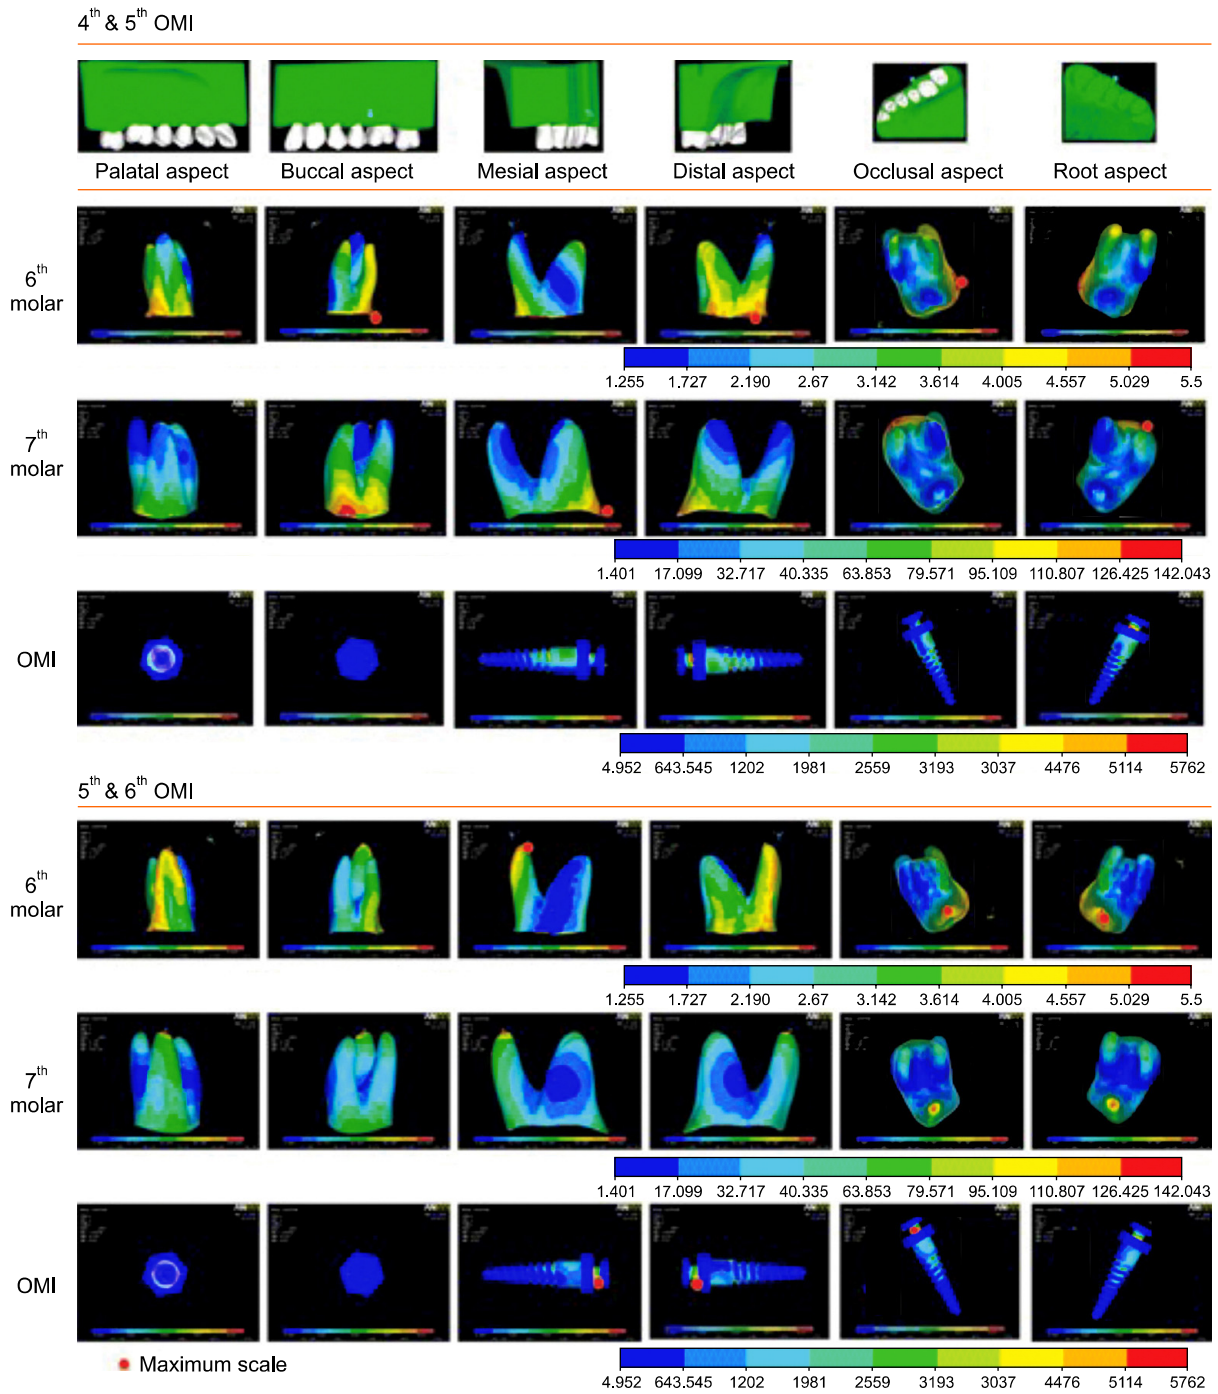 4th & 5th OMI
Palatal aspect Buccal aspect Mesial aspect Distal aspect Occlusal aspect Root aspect
6th molar
1.255 1.727 2.190 2.67 3.142 3.614 4.005 4.557 5.029 5.5
7th molar
1.401 17.099 32.717 40.335 63.853 79.571 95.109 110.807 126.425 142.043
OMI
4.952 643.545 1202 1981 2559 3193 3037 4476 5114 5762
5th & 6th OMI
6th molar
1.255 1.727 2.190 2.67 3.142 3.614 4.005 4.557 5.029 5.5
7th molar
1.401 17.099 32.717 40.335 63.853 79.571 95.109 110.807 126.425 142.043
OMI
Maximum scale
4.952 643.545 1202 1981 2559 3193 3037 4476 5114 5762